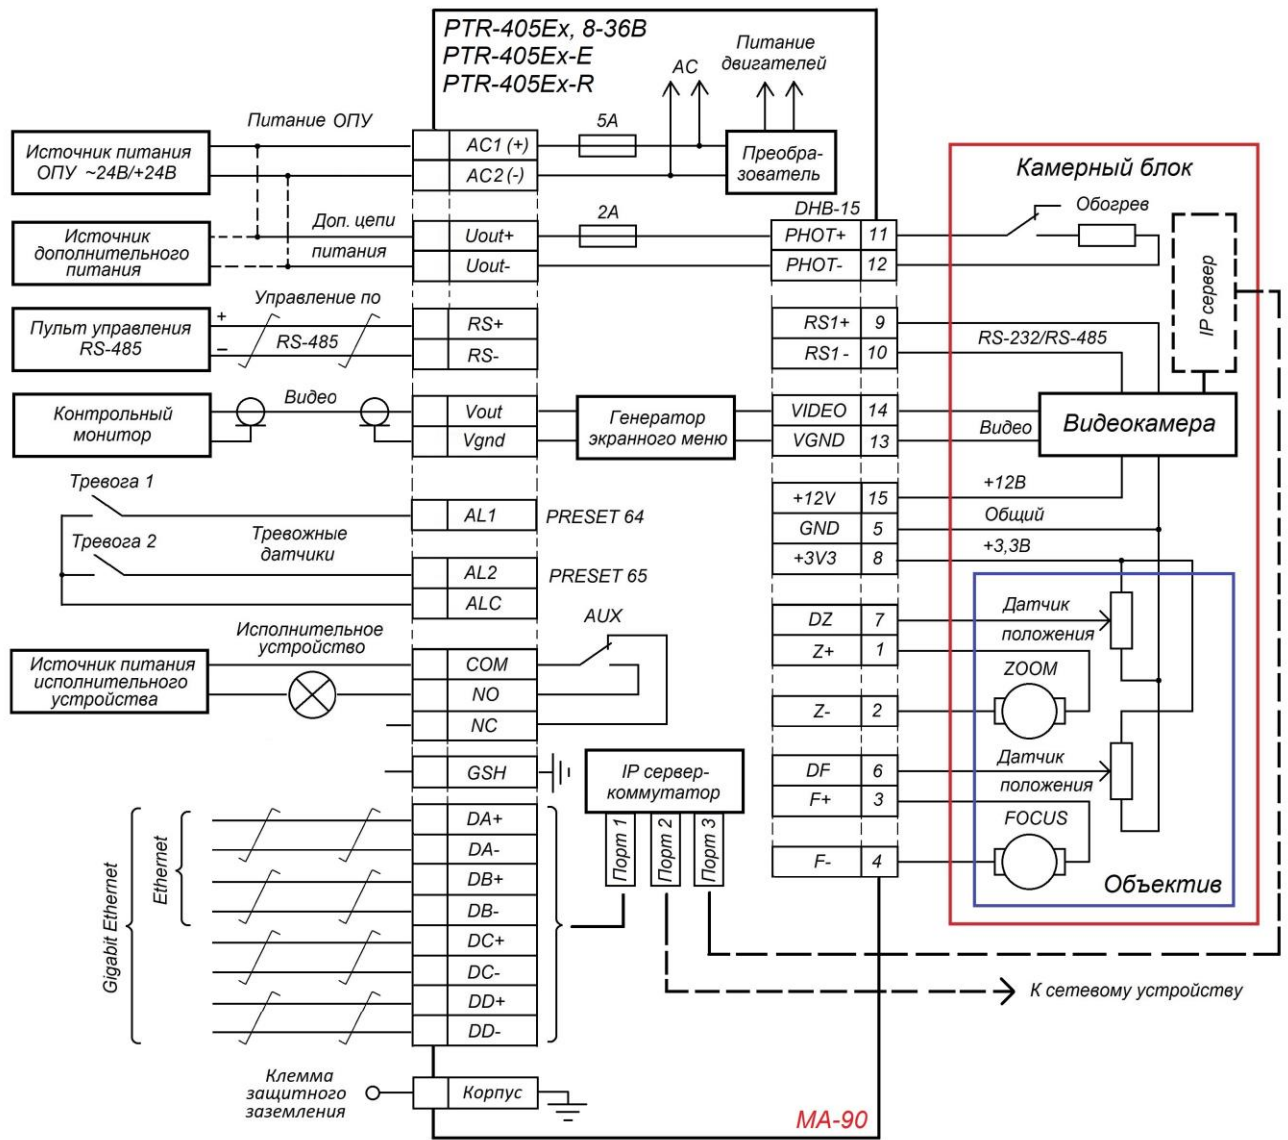 PTR-405Ex, 8-36В
PTR-405Ex-E
PTR-405Ex-R
Питание
двигателей
AC
Питание ОПУ
5А
Источник питания
ОПУ ~24В/+24В
AC1 (+)
AC2 (-)
Преобра-
зователь
Камерный блок
Источник
дополнительного
питания
Доп. цепи
питания
Uout+
Uout-
2А
DHB-15
PHOT+ 11
PHOT- 12
Обогрев
IP сервер
Управление по
RS-485
Пульт управления
RS-485
+
–
RS+
RS-
RS1+ 9
RS1- 10
RS-232/RS-485
Контрольный
монитор
Видео
Vout
Vgnd
Генератор
экранного меню
VIDEO 14
VGND 13
Видео
Видеокамера
Тревога 1
Тревога 2
Тревожные
датчики
AL1
PRESET 64
AL2
ALC
PRESET 65
+12V 15
GND 5
+3V3 8
+12В
Общий
+3,3В
DZ 7
Z+ 1
Z- 2
Датчик
положения
ZOOM
AUX
Источник питания
исполнительного
устройства
Исполнительное
устройство
COM
NO
NC
GSH
IP сервер-
коммутатор
Порт 1
Порт 2
Порт 3
DF 6
F+ 3
F- 4
Датчик
положения
FOCUS
Объектив
Gigabit Ethernet
Ethernet
DA+
DA-
DB+
DB-
DC+
DC-
DD+
DD-
К сетевому устройству
Клемма
защитного
заземления
Корпус
МА-90